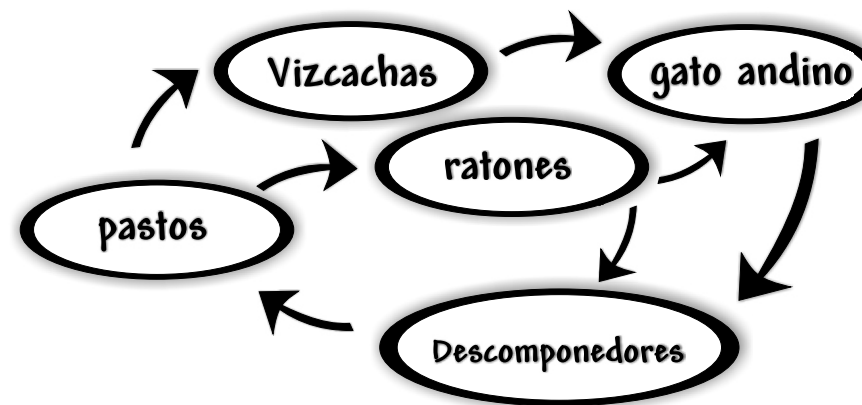 Vizcachas
gato andino
ratones
pastos
Descomponedores